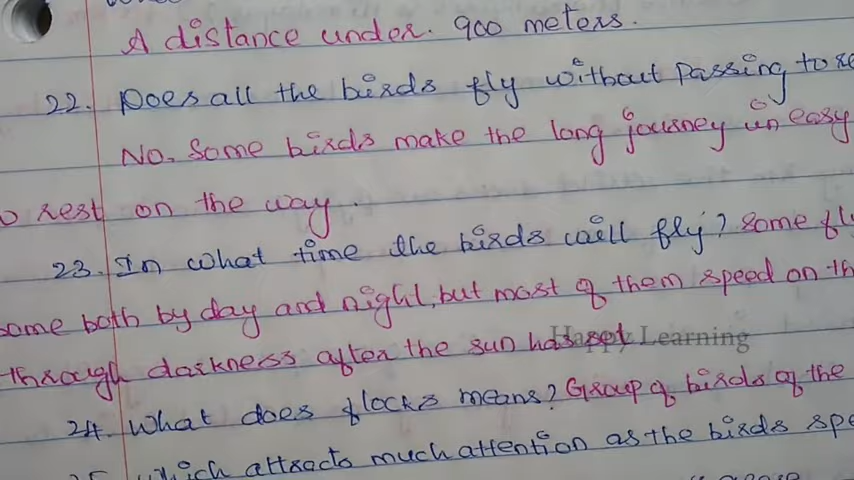 A distance under. 900 meters.
22. Does all the birds fly without passing to
No. Some birds make the long journey in easy
rest on the way.
23. In what time the birds will fly? Some
some both by day and night, but most of them speed on
through darkness after the sun has set
Happy Learning
24. What does flocks means? Group of birds of the
which attracts much attention as the birds